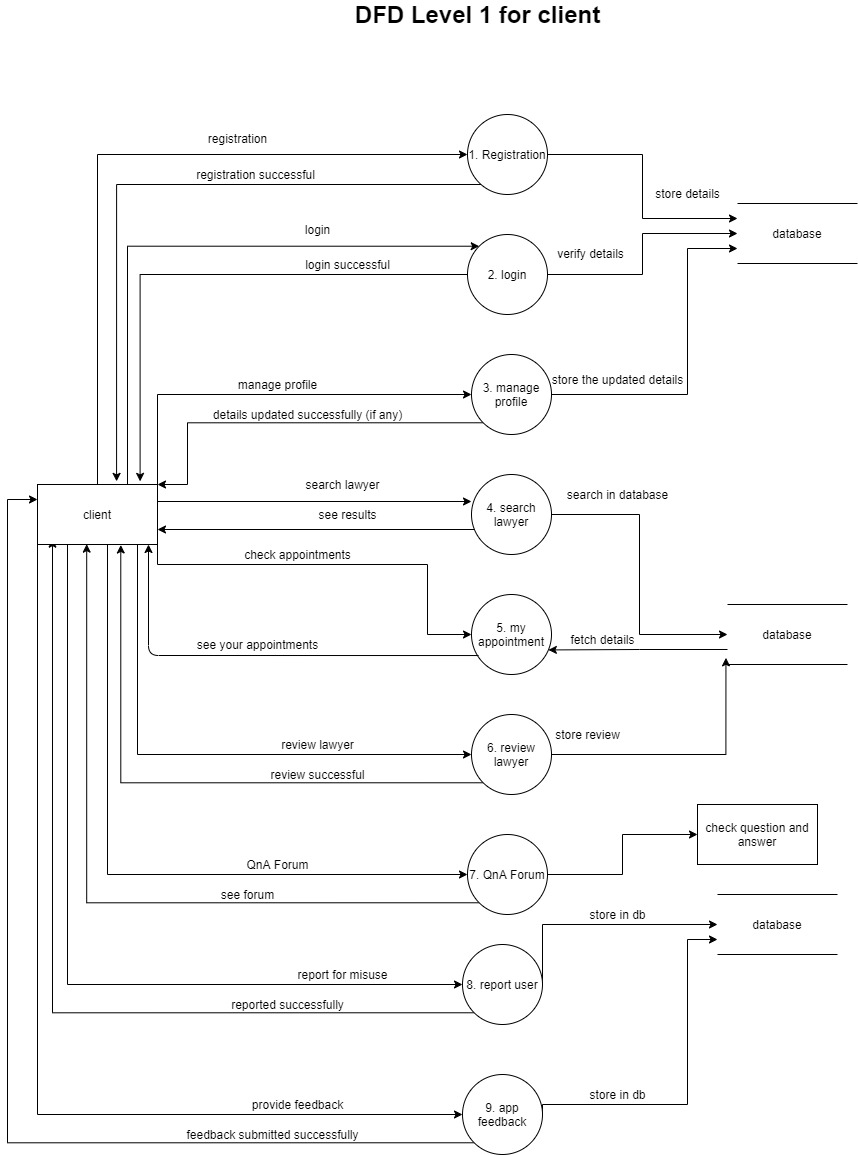 DFD Level 1 for client
registration
1. Registration
registration successful
store details
login
database
verify details
login successful
2. login
manage profile
3. manage
profile
store the updated details
details updated successfully (if any)
search lawyer
search in database
client
see results
4. search
lawyer
check appointments
5. my
appointment
fetch details
database
see your appointments
review lawyer
6. review
lawyer
store review
review successful
check question and
answer
QnA Forum
7. QnA Forum
see forum
store in db
database
report for misuse
8. report user
reported successfully
store in db
provide feedback
9. app
feedback
feedback submitted successfully